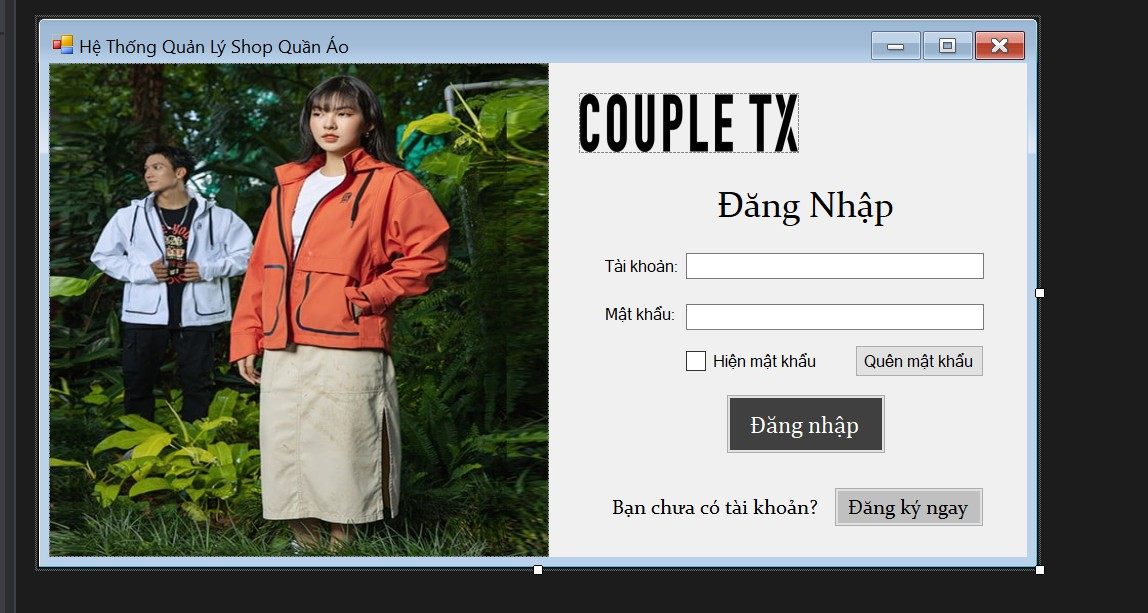 Hệ Thống Quản Lý Shop Quần Áo
COUPLE TX
Đăng Nhập
Tài khoản:
Mật khẩu:
Hiện mật khẩu
Quên mật khẩu
Đăng nhập
Bạn chưa có tài khoản?
Đăng ký ngay